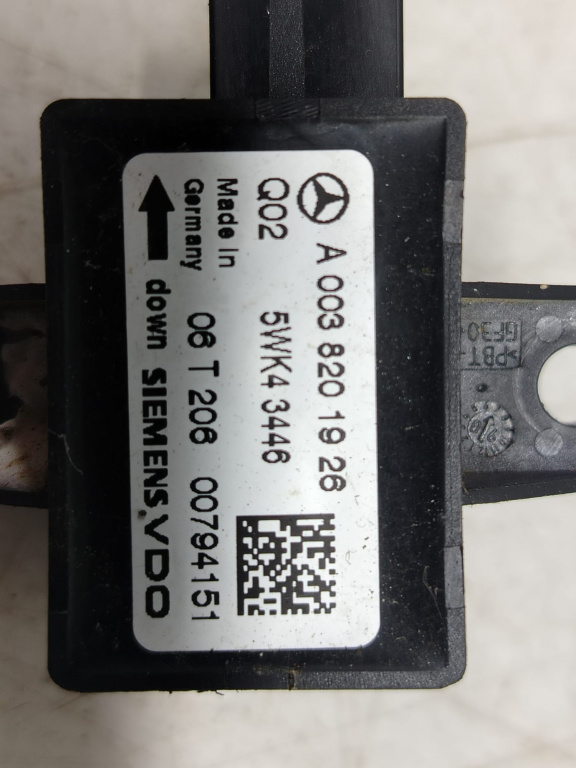 A 003 820 19 26
Q02 5WK4 3446
Made in
Germany
06 T 206 00794151
down SIEMENS VDO
>PBT-
GF30